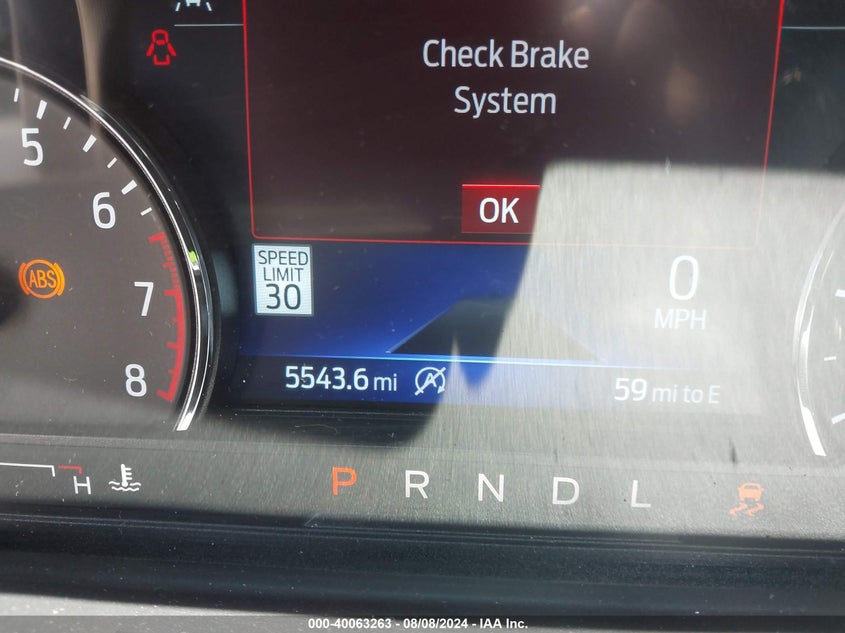 Check Brake
System
OK
5
6
7
8
ABS
SPEED
LIMIT
30
0
MPH
5543.6 mi
A
59 mi to E
H
P R N D L
000-40063263 - 08/08/2024 - IAA Inc.